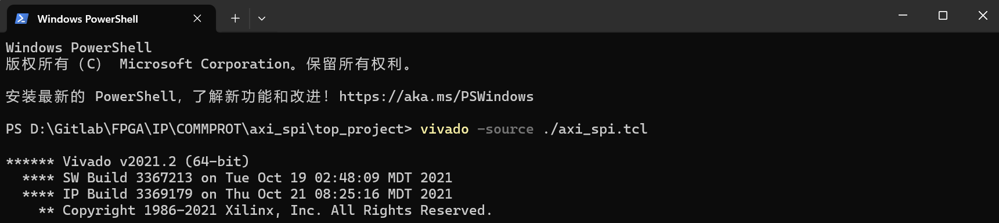 Windows PowerShell
Windows PowerShell
版权所有 (C) Microsoft Corporation。保留所有权利。
安装最新的 PowerShell，了解新功能和改进！https://aka.ms/PSWindows
PS D:\Gitlab\FPGA\IP\COMMPROT\axi_spi\top_project> vivado -source ./axi_spi.tcl
****** Vivado v2021.2 (64-bit)
  **** SW Build 3367213 on Tue Oct 19 02:48:09 MDT 2021
  **** IP Build 3369179 on Thu Oct 21 08:25:16 MDT 2021
    ** Copyright 1986-2021 Xilinx, Inc. All Rights Reserved.